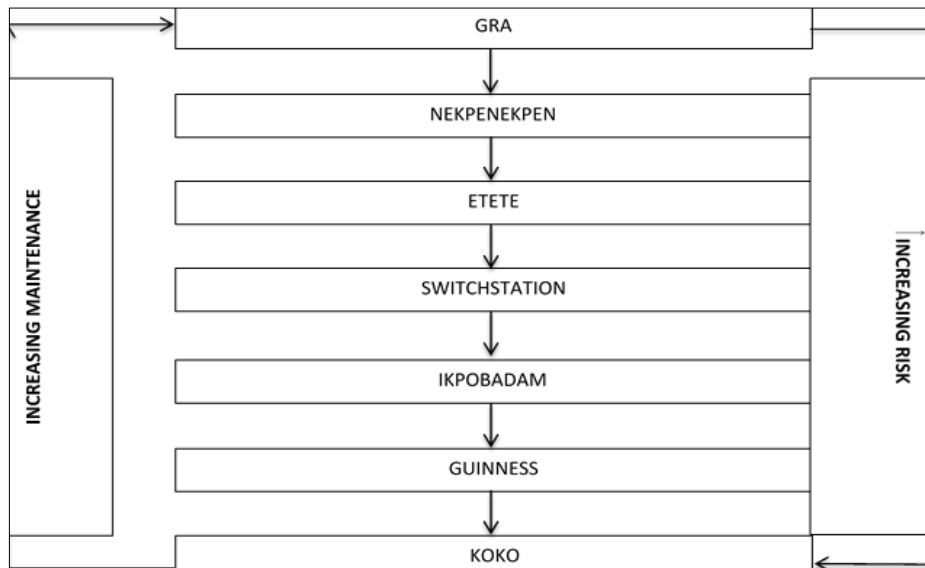 GRA
NEKPENEKPEN
ETETE
SWITCHSTATION
IKPOBADAM
GUINNESS
KOKO
INCREASING MAINTENANCE
INCREASING RISK